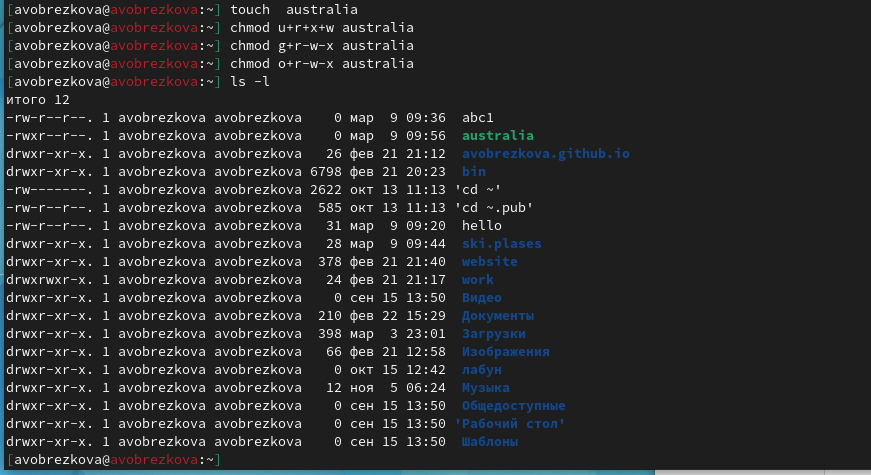 [avobrezkova@avobrezkova:~] touch  australia
[avobrezkova@avobrezkova:~] chmod u+r+x+w australia
[avobrezkova@avobrezkova:~] chmod g+r-w-x australia
[avobrezkova@avobrezkova:~] chmod o+r-w-x australia
[avobrezkova@avobrezkova:~] ls -l
итого 12
-rw-r--r--. 1 avobrezkova avobrezkova    0 мар  9 09:36  abc1
-rwxr--r--. 1 avobrezkova avobrezkova    0 мар  9 09:56  australia
drwxr-xr-x. 1 avobrezkova avobrezkova   26 фев 21 21:12  avobrezkova.github.io
drwxr-xr-x. 1 avobrezkova avobrezkova 6798 фев 21 20:23  bin
-rw-------. 1 avobrezkova avobrezkova 2622 окт 13 11:13 'cd ~'
-rw-r--r--. 1 avobrezkova avobrezkova  585 окт 13 11:13 'cd ~.pub'
-rw-r--r--. 1 avobrezkova avobrezkova   31 мар  9 09:20  hello
drwxr-xr-x. 1 avobrezkova avobrezkova   28 мар  9 09:44  ski.plases
drwxr-xr-x. 1 avobrezkova avobrezkova  378 фев 21 21:40  website
drwxrwxr-x. 1 avobrezkova avobrezkova   24 фев 21 21:17  work
drwxr-xr-x. 1 avobrezkova avobrezkova    0 сен 15 13:50  Видео
drwxr-xr-x. 1 avobrezkova avobrezkova  210 фев 22 15:29  Документы
drwxr-xr-x. 1 avobrezkova avobrezkova  398 мар  3 23:01  Загрузки
drwxr-xr-x. 1 avobrezkova avobrezkova   66 фев 21 12:58  Изображения
drwxr-xr-x. 1 avobrezkova avobrezkova    0 окт 15 12:42  лабун
drwxr-xr-x. 1 avobrezkova avobrezkova   12 ноя  5 06:24  Музыка
drwxr-xr-x. 1 avobrezkova avobrezkova    0 сен 15 13:50  Общедоступные
drwxr-xr-x. 1 avobrezkova avobrezkova    0 сен 15 13:50 'Рабочий стол'
drwxr-xr-x. 1 avobrezkova avobrezkova    0 сен 15 13:50  Шаблоны
[avobrezkova@avobrezkova:~]